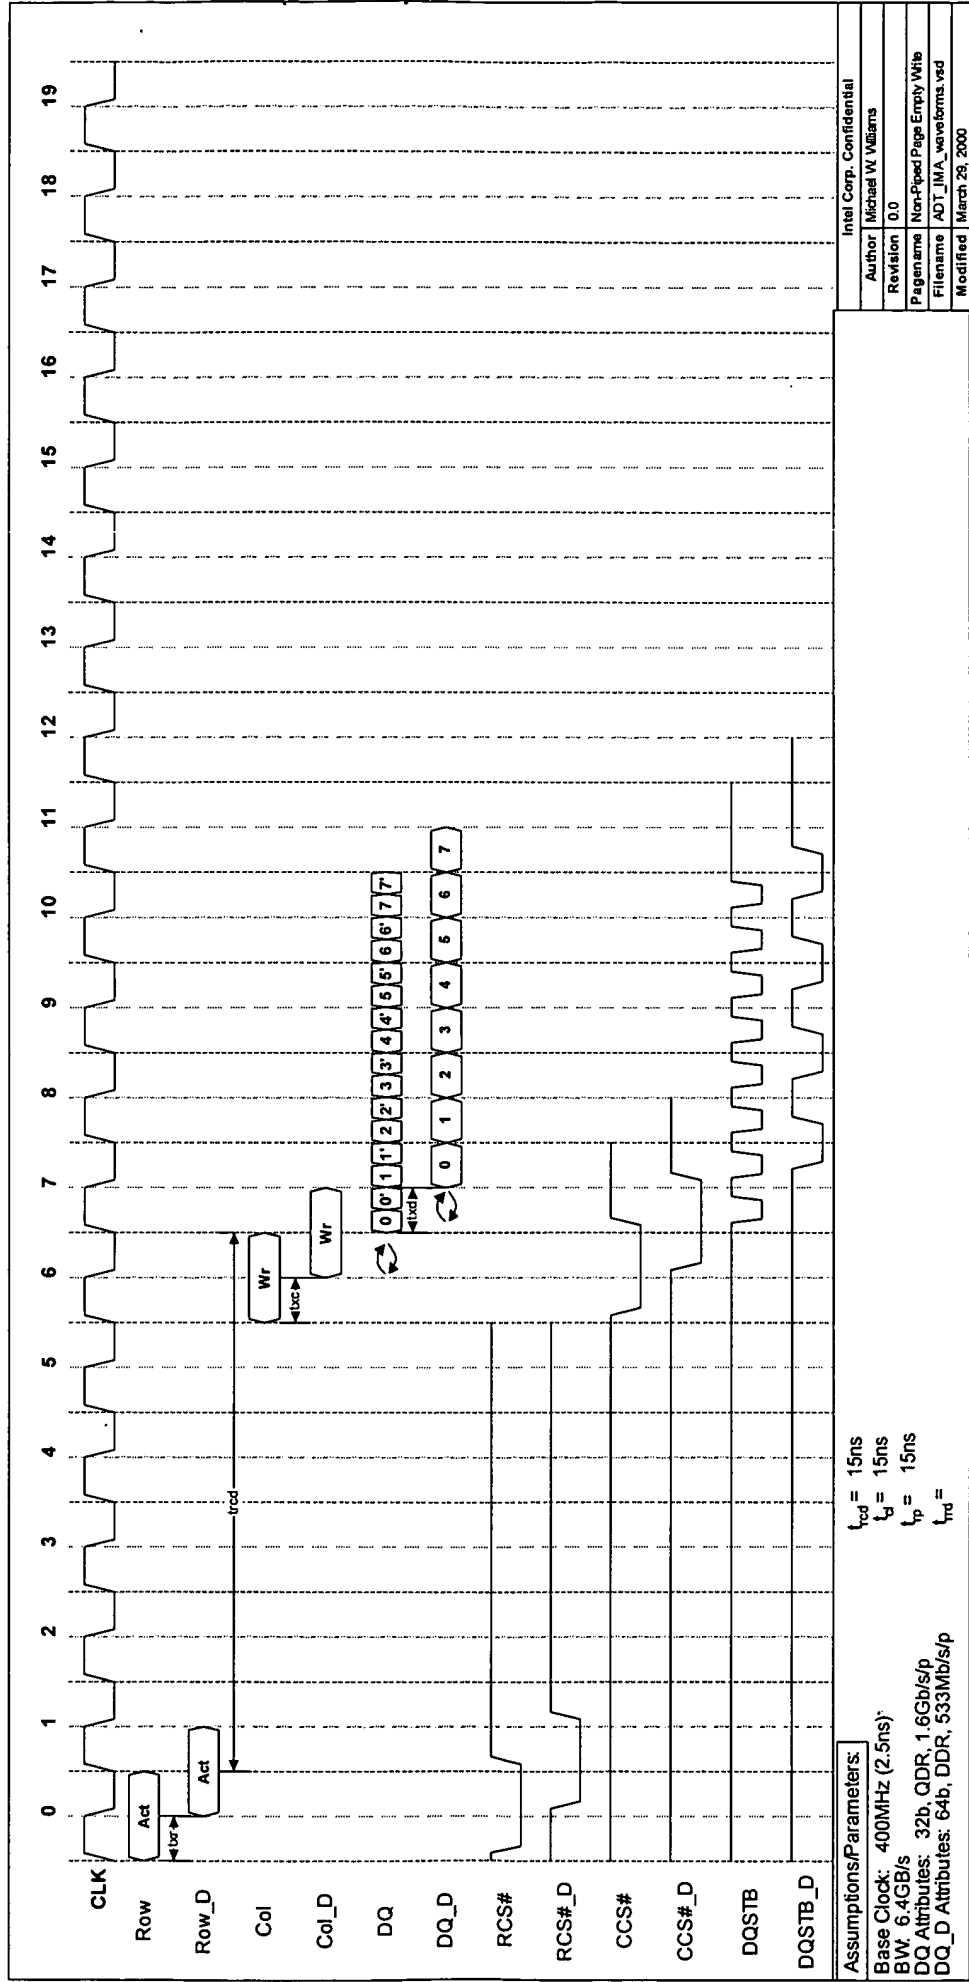 0 1 2 3 4 5 6 7 8 9 10 11 12 13 14 15 16 17 18 19
CLK
Row Act
txr
Row_D Act
trcd
Col Wr
txc
Col_D Wr
DQ 0 0' 1 1' 2 2' 3 3' 4 4' 5 5' 6 6' 7 7'
txd
DQ_D 0 1 2 3 4 5 6 7
RCS#
RCS#_D
CCS#
CCS#_D
DQSTB
DQSTB_D
Assumptions/Parameters:
Base Clock: 400MHz (2.5ns)
BW: 6.4GB/s
DQ Attributes: 32b, QDR, 1.6Gb/s/p
DQ_D Attributes: 64b, DDR, 533Mb/s/p
trcd = 15ns
tcl = 15ns
trp = 15ns
trrd =
Intel Corp. Confidential
Author Michael W. Williams
Revision 0.0
Pagename Non-Piped Page Empty Write
Filename ADT_IMA_waveforms.vsd
Modified March 29, 2000